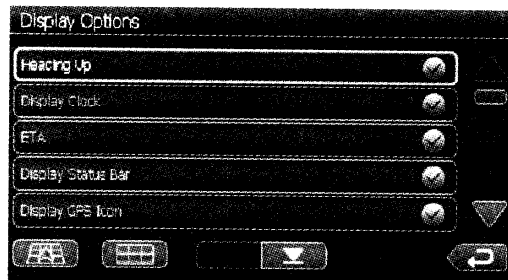 Display Options
Heading Up
Display Clock
ETA
Display Status Bar
Display GPS Icon